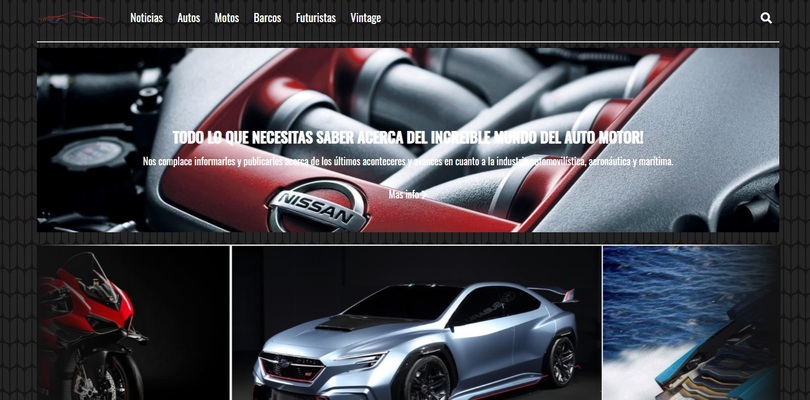 Noticias Autos Motos Barcos Futuristas Vintage
TODO LO QUE NECESITAS SABER ACERCA DEL INCREIBLE MUNDO DEL AUTO MOTOR!
Nos complace informarles y publicarles acerca de los últimos aconteceres y avances en cuanto a la industria automovilística, aeronáutica y marítima.
Mas info
NISSAN